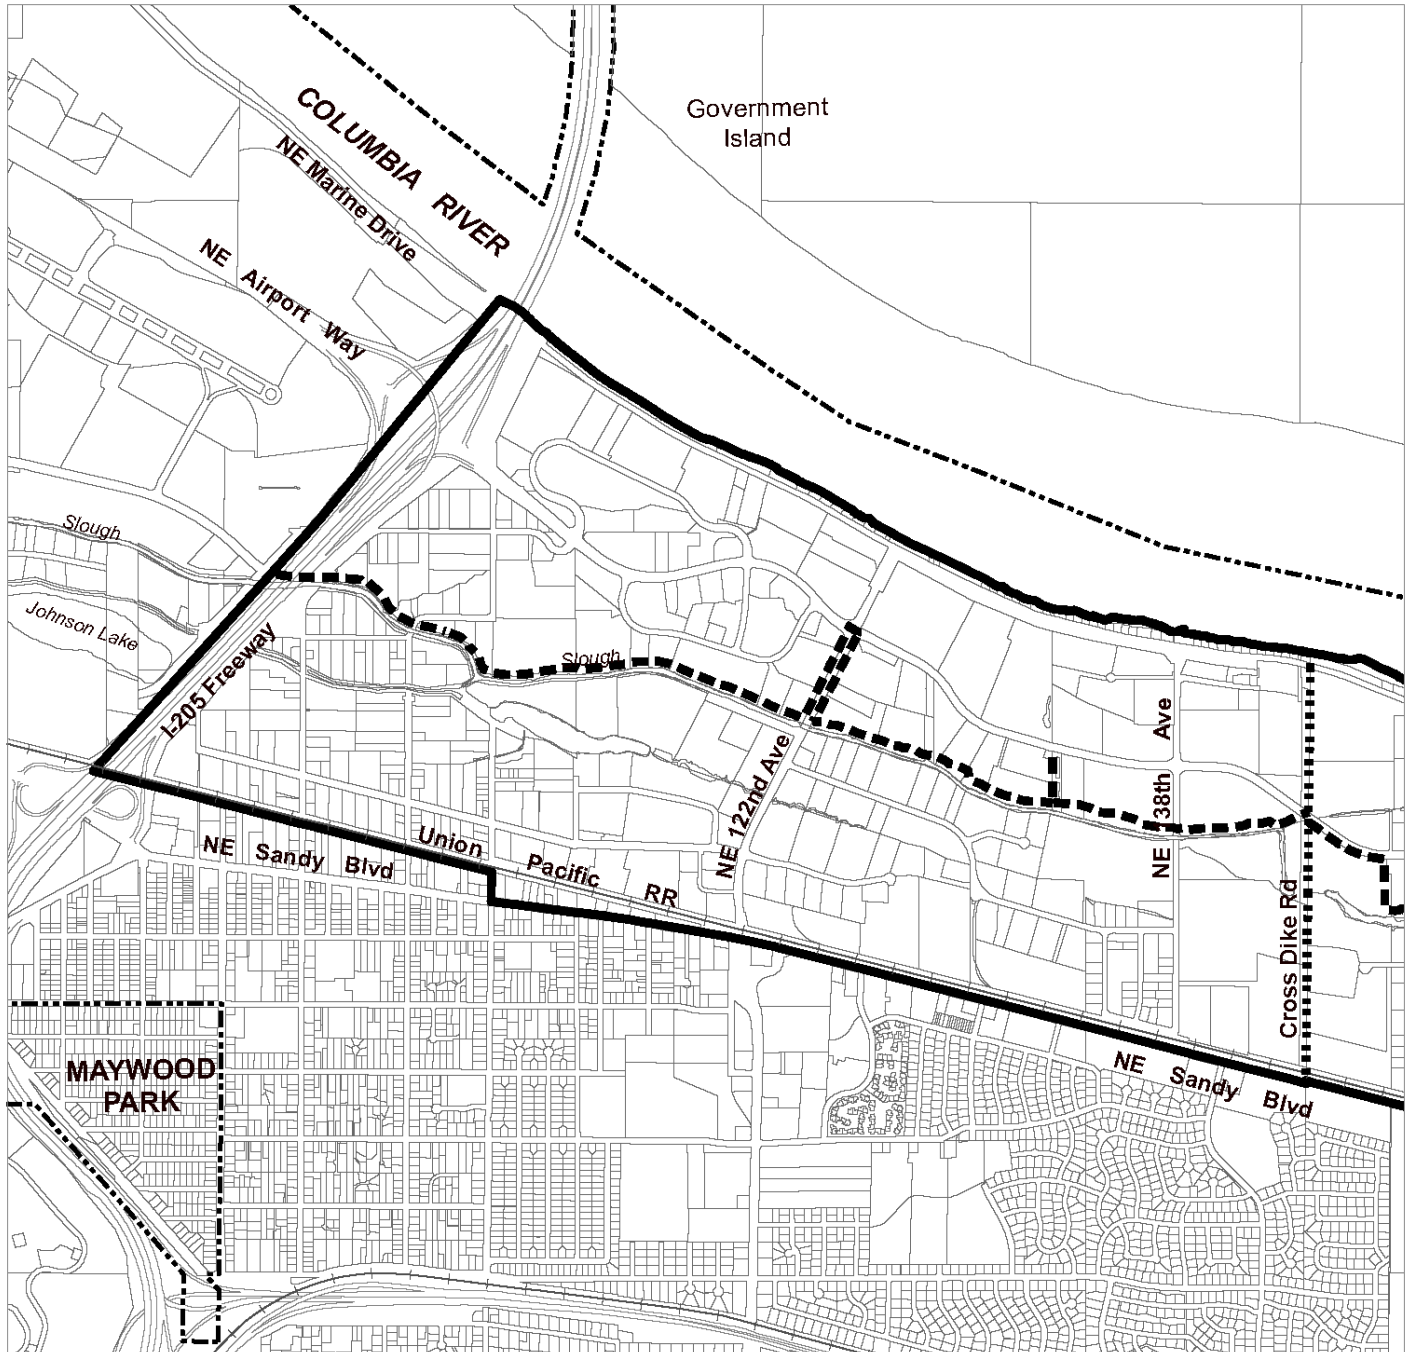 Government
Island
COLUMBIA RIVER
NE Marine Drive
NE Airport Way
Slough
Johnson Lake
I-205 Freeway
Slough
NE 122nd Ave
NE 138th Ave
Cross Dike Rd
Union Pacific RR
NE Sandy Blvd
NE Sandy Blvd
MAYWOOD
PARK